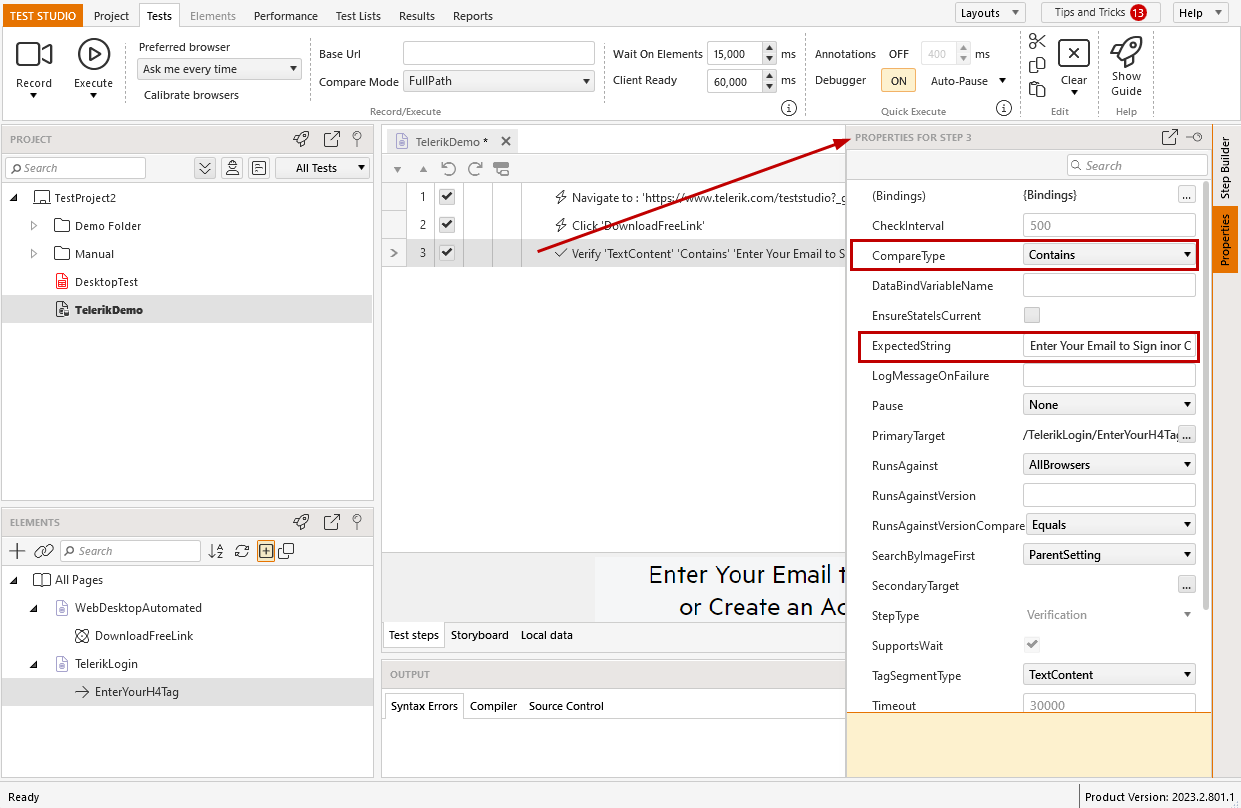 TEST STUDIO Project Tests Elements Performance Test Lists Results Reports Layouts Tips and Tricks 13 Help
Record
Execute
Preferred browser
Ask me every time
Calibrate browsers
Base Url
Compare Mode FullPath
Record/Execute
Wait On Elements 15,000 ms
Client Ready 60,000 ms
Annotations OFF 400 ms
Debugger ON Auto-Pause
Quick Execute
Clear
Edit
Show
Guide
Help
PROJECT
Search
All Tests
TestProject2
Demo Folder
Manual
DesktopTest
TelerikDemo
ELEMENTS
Search
All Pages
WebDesktopAutomated
DownloadFreeLink
TelerikLogin
EnterYourH4Tag
TelerikDemo *
1 Navigate to : 'https://www.telerik.com/teststudio?_g
2 Click 'DownloadFreeLink'
3 Verify 'TextContent' 'Contains' 'Enter Your Email to S
Enter Your Email t
or Create an Ac
Test steps Storyboard Local data
OUTPUT
Syntax Errors Compiler Source Control
PROPERTIES FOR STEP 3
Search
(Bindings) {Bindings} ...
CheckInterval 500
CompareType Contains
DataBindVariableName
EnsureStateIsCurrent
ExpectedString Enter Your Email to Sign inor C
LogMessageOnFailure
Pause None
PrimaryTarget /TelerikLogin/EnterYourH4Tag ...
RunsAgainst AllBrowsers
RunsAgainstVersion
RunsAgainstVersionCompare Equals
SearchByImageFirst ParentSetting
SecondaryTarget ...
StepType Verification
SupportsWait
TagSegmentType TextContent
Timeout 30000
Step Builder
Properties
Ready
Product Version: 2023.2.801.1